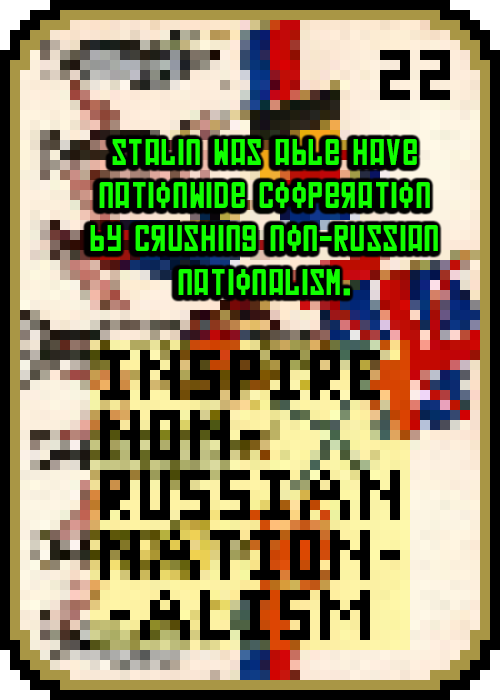 22
STALIN WAS ABLE HAVE
NATIONWIDE COOPERATION
BY CRUSHING NON-RUSSIAN
NATIONALISM.
INSPIRE
NON-
RUSSIAN
NATION-
-ALISM